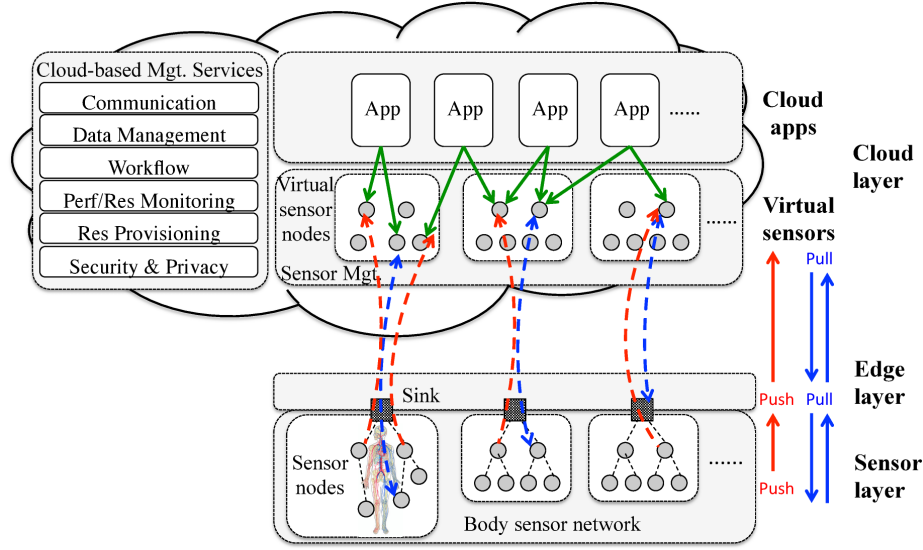 Cloud-based Mgt. Services
Communication
Data Management
Workflow
Perf/Res Monitoring
Res Provisioning
Security & Privacy
App
App
App
App
......
Cloud
apps
Cloud
layer
Virtual
sensor
nodes
Sensor Mgt.
......
Virtual
sensors
Pull
Edge
layer
Sink
Push
Pull
Sensor
nodes
......
Sensor
layer
Push
Body sensor network